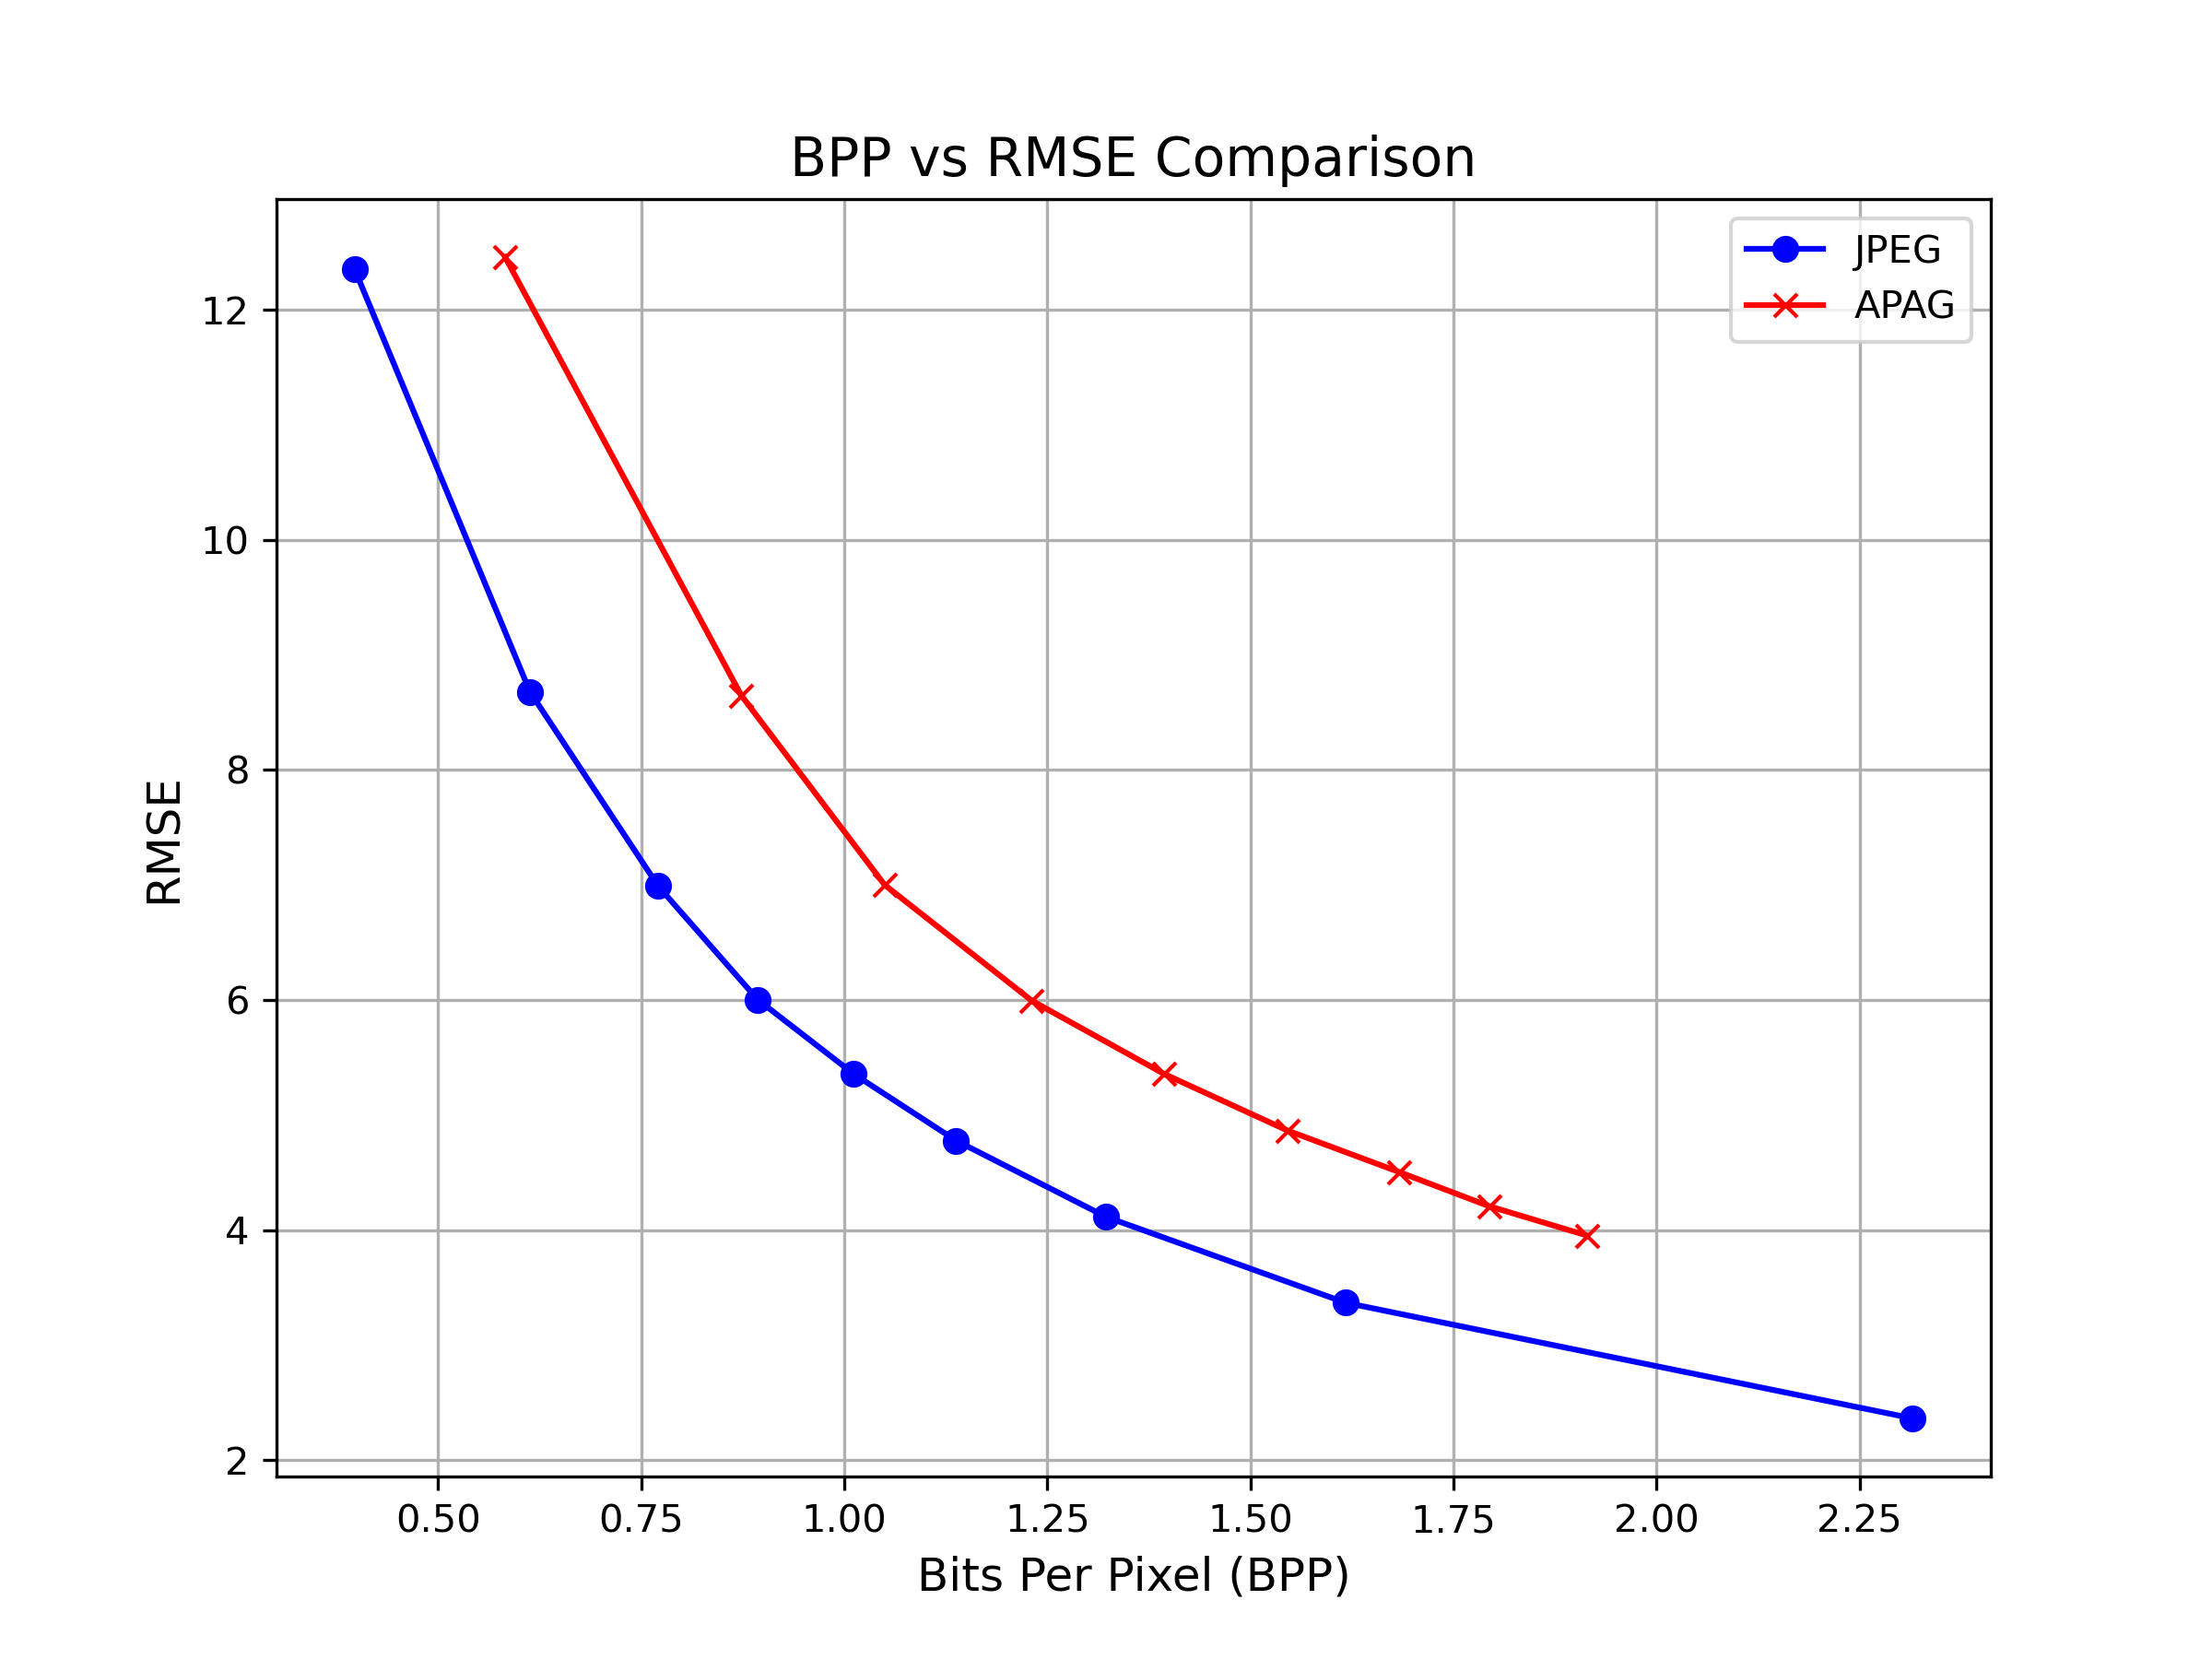 BPP vs RMSE Comparison
JPEG
APAG
RMSE
12
10
8
6
4
2
0.50 0.75 1.00 1.25 1.50 1.75 2.00 2.25
Bits Per Pixel (BPP)